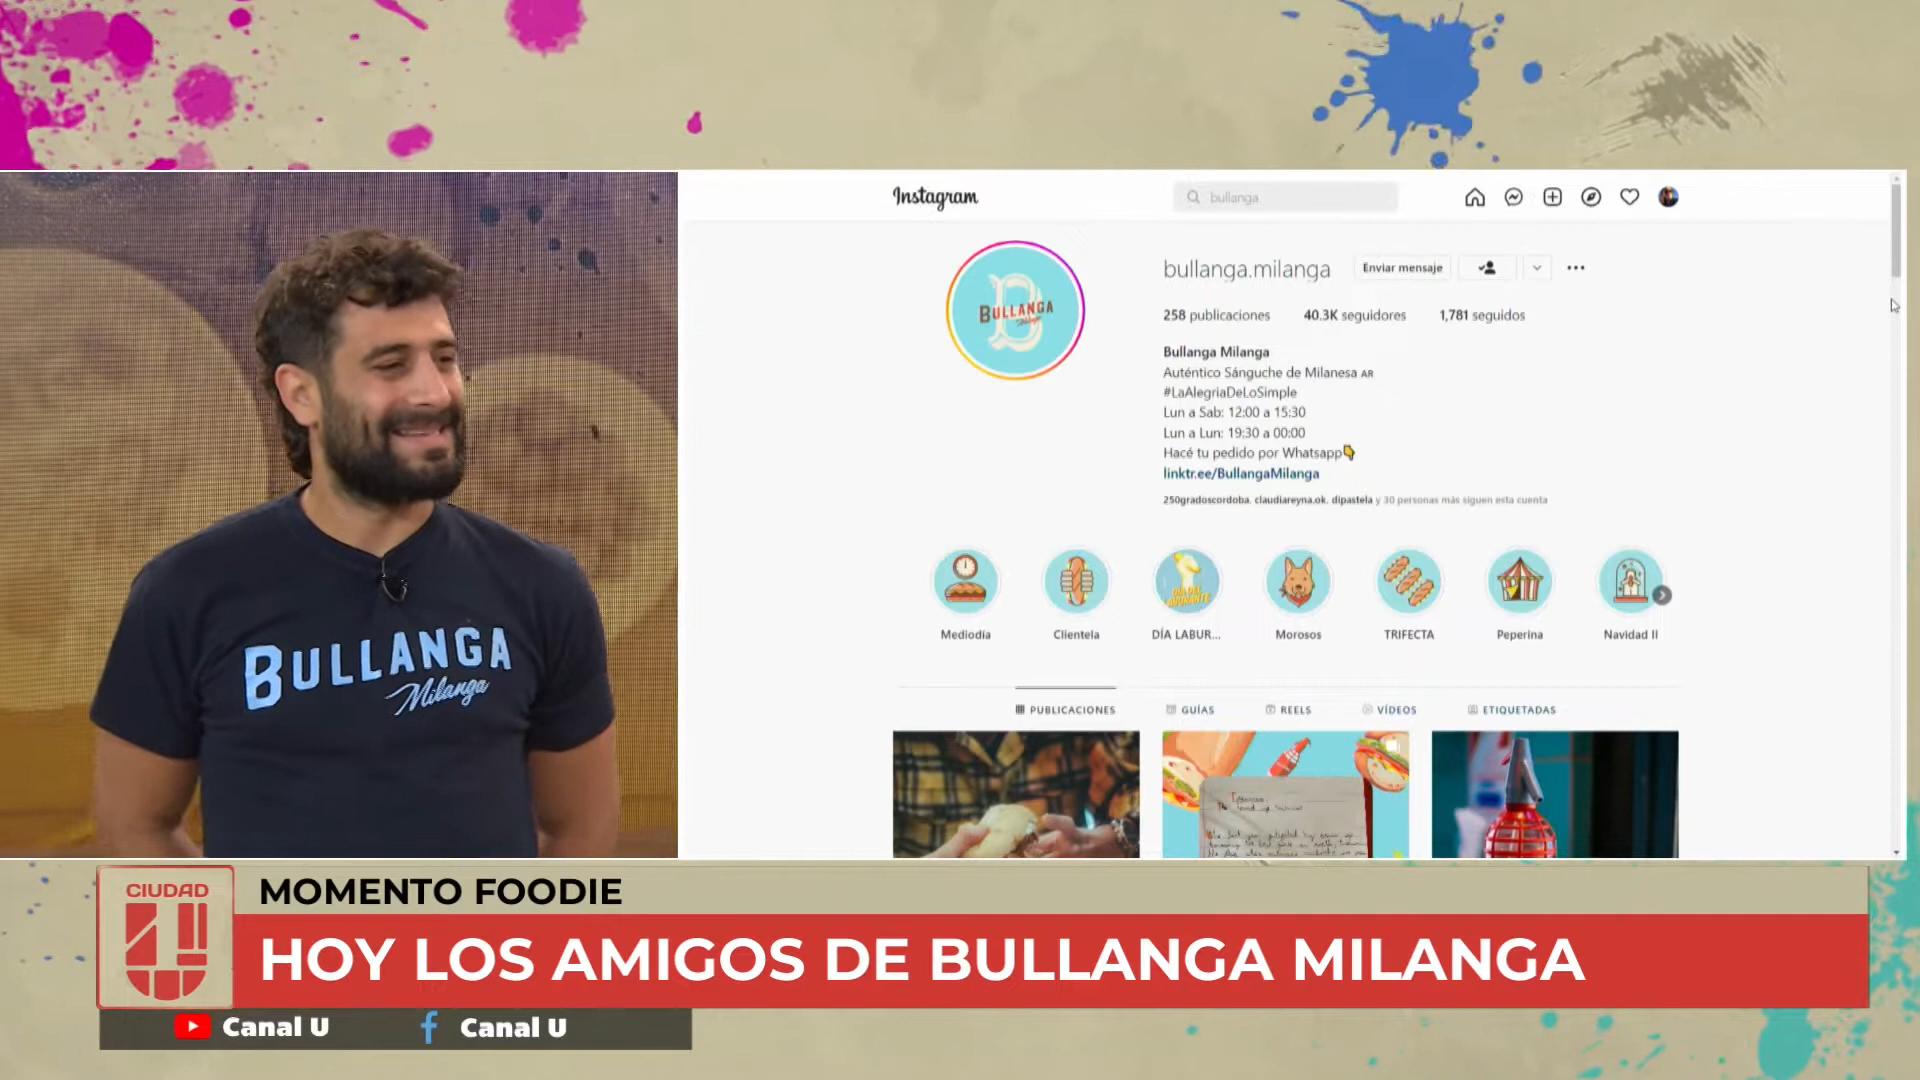 BULLANGA
Milanga
Instagram
bullanga
BULLANGA
Milanga
bullanga.milanga
Enviar mensaje
258 publicaciones 40.3K seguidores 1,781 seguidos
Bullanga Milanga
Auténtico Sánguche de Milanesa AR
#LaAlegriaDeLoSimple
Lun a Sab: 12:00 a 15:30
Lun a Lun: 19:30 a 00:00
Hacé tu pedido por Whatsapp👇
linktr.ee/BullangaMilanga
250gradoscordoba, claudiareyna.ok, dipastela y 30 personas más siguen esta cuenta
Mediodía Clientela DÍA LABUR... Morosos TRIFECTA Peperina Navidad II
PUBLICACIONES GUÍAS REELS VÍDEOS ETIQUETADAS
CIUDAD
U
MOMENTO FOODIE
HOY LOS AMIGOS DE BULLANGA MILANGA
Canal U Canal U